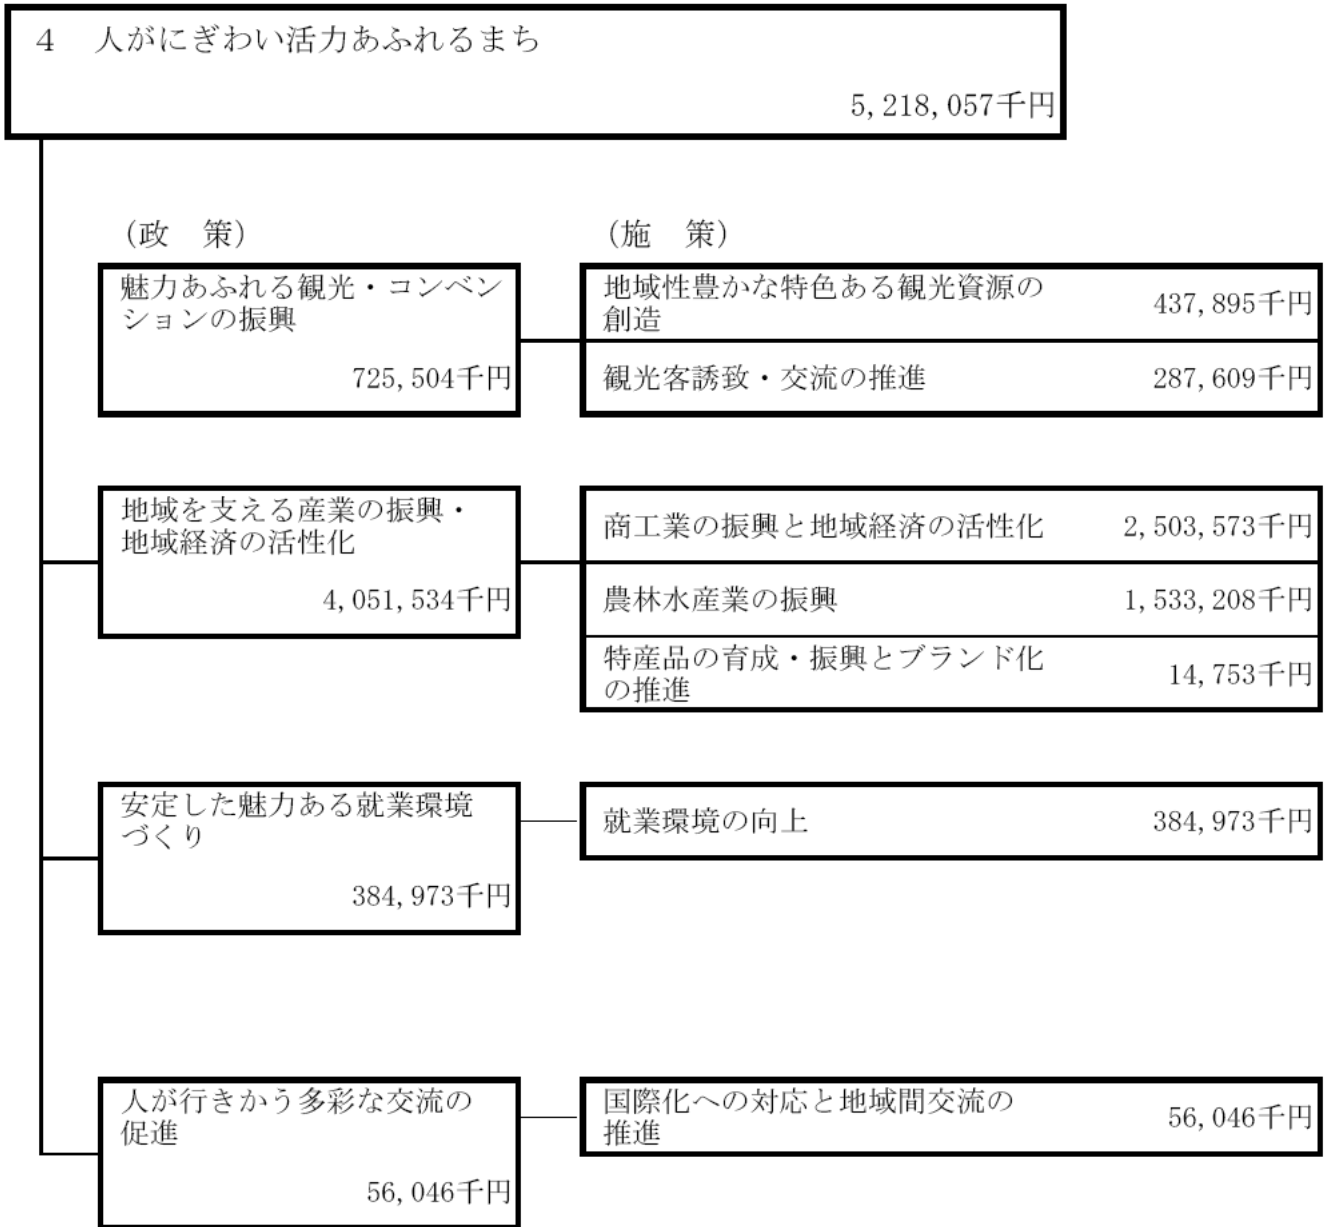 ４　人がにぎわい活力あふれるまち
5,218,057千円
（政　策）
（施　策）
魅力あふれる観光・コンベン
ションの振興
725,504千円
地域性豊かな特色ある観光資源の
創造
437,895千円
観光客誘致・交流の推進
287,609千円
地域を支える産業の振興・
地域経済の活性化
4,051,534千円
商工業の振興と地域経済の活性化
2,503,573千円
農林水産業の振興
1,533,208千円
特産品の育成・振興とブランド化
の推進
14,753千円
安定した魅力ある就業環境
づくり
384,973千円
就業環境の向上
384,973千円
人が行きかう多彩な交流の
促進
56,046千円
国際化への対応と地域間交流の
推進
56,046千円